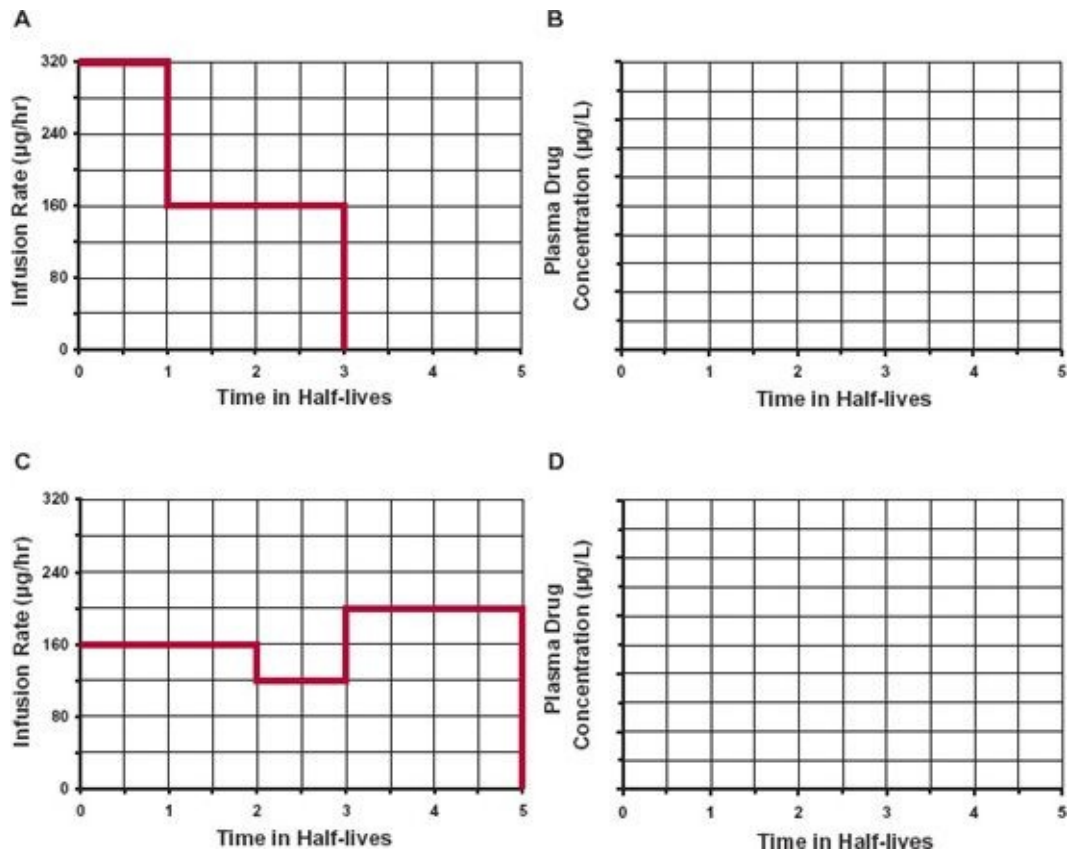 A
Infusion Rate (µg/hr)
320
240
160
80
0
0 1 2 3 4 5
Time in Half-lives
B
Plasma Drug
Concentration (µg/L)
0 1 2 3 4 5
Time in Half-lives
C
Infusion Rate (µg/hr)
320
240
160
80
0
0 1 2 3 4 5
Time in Half-lives
D
Plasma Drug
Concentration (µg/L)
0 1 2 3 4 5
Time in Half-lives